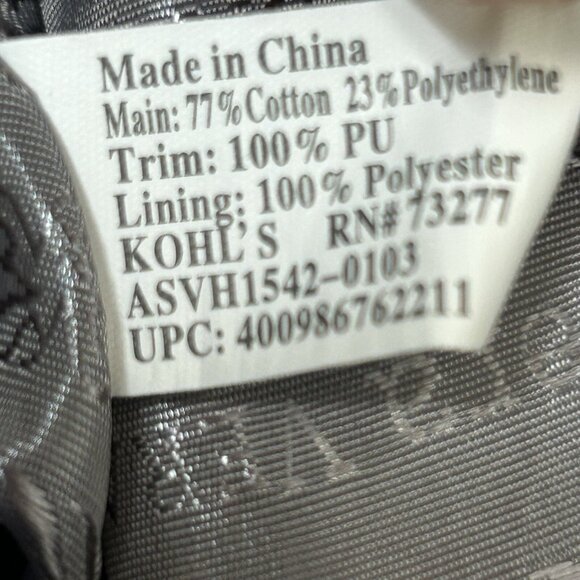 Made in China
Main: 77%Cotton 23%Polyethylene
Trim: 100% PU
Lining: 100% Polyester
KOHL'S RN# 73277
ASVH1542-0103
UPC: 400986762211